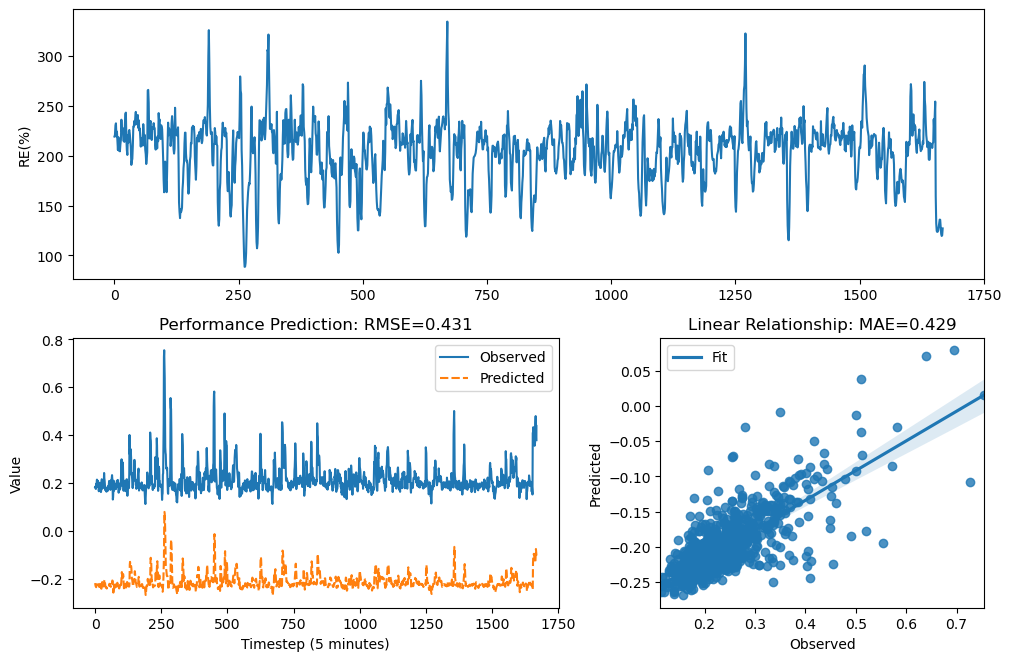 300
250
200
150
100
RE(%)
0 250 500 750 1000 1250 1500 1750
Performance Prediction: RMSE=0.431
0.8
0.6
0.4
0.2
0.0
−0.2
Value
Observed
Predicted
0 250 500 750 1000 1250 1500 1750
Timestep (5 minutes)
Linear Relationship: MAE=0.429
Fit
0.05
0.00
−0.05
−0.10
−0.15
−0.20
−0.25
Predicted
0.2 0.3 0.4 0.5 0.6 0.7
Observed